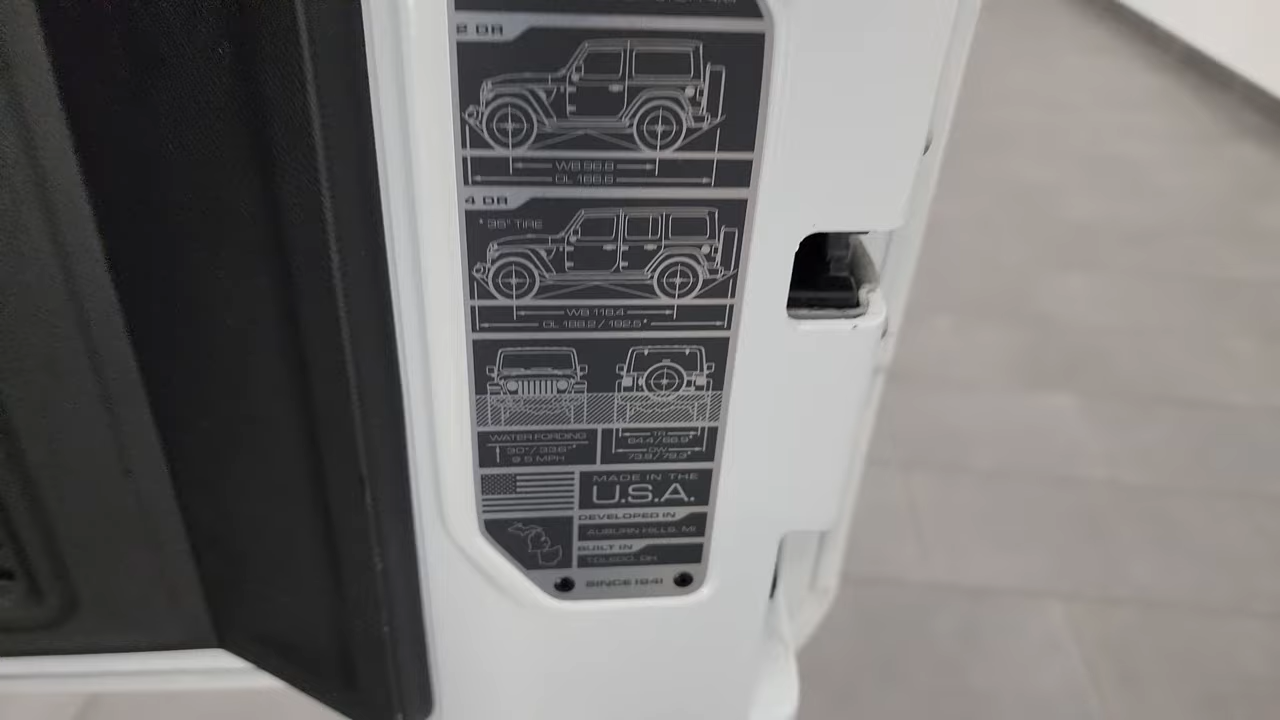 2 DR
WB 96.8
OL 166.6
4 DR
* 35" TIRE
WB 118.4
OL 188.2 / 192.5*
WATER FORDING
30"/33.6"*
9.5 MPH
TR
64.4/66.9*
OW
73.9/79.3*
MADE IN THE
U.S.A.
DEVELOPED IN
AUBURN HILLS, MI
BUILT IN
TOLEDO, OH
SINCE 1941